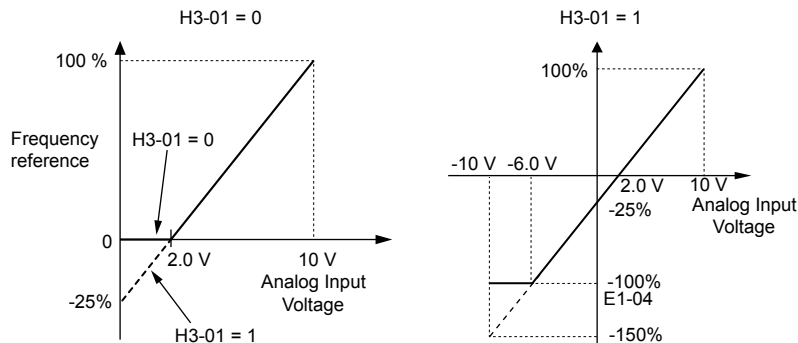 H3-01 = 0
100 %
Frequency
reference
H3-01 = 0
0
2.0 V
10 V
Analog Input
Voltage
-25%
H3-01 = 1
H3-01 = 1
100%
-10 V
-6.0 V
2.0 V
10 V
Analog Input
Voltage
-25%
-100%
E1-04
-150%